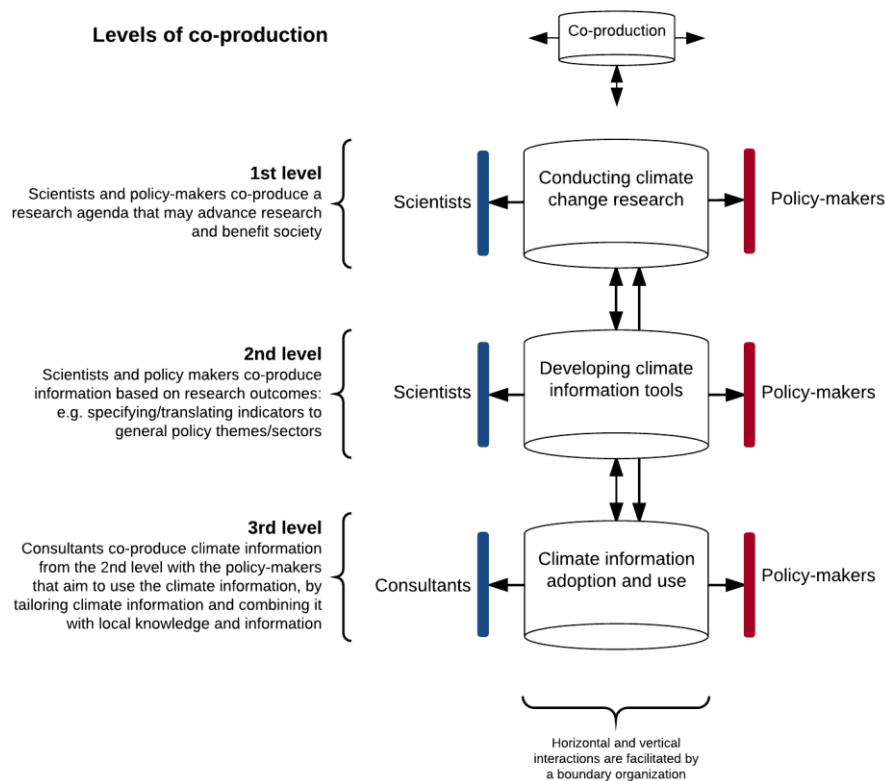 Levels of co-production
Co-production
1st level
Scientists and policy-makers co-produce a
research agenda that may advance research
and benefit society
Scientists
Conducting climate
change research
Policy-makers
2nd level
Scientists and policy makers co-produce
information based on research outcomes:
e.g. specifying/translating indicators to
general policy themes/sectors
Scientists
Developing climate
information tools
Policy-makers
3rd level
Consultants co-produce climate information
from the 2nd level with the policy-makers
that aim to use the climate information, by
tailoring climate information and combining it
with local knowledge and information
Consultants
Climate information
adoption and use
Policy-makers
Horizontal and vertical
interactions are facilitated by
a boundary organization